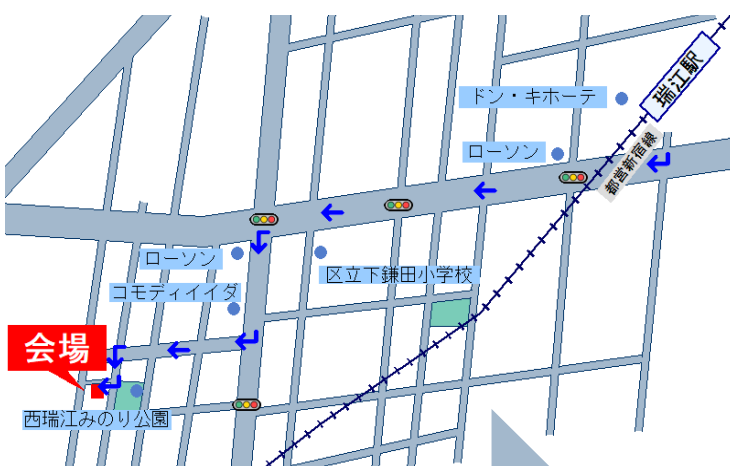 ドン・キホーテ
瑞江駅
ローソン
都営新宿線
ローソン
区立下鎌田小学校
コモディイイダ
会場
西瑞江みのり公園